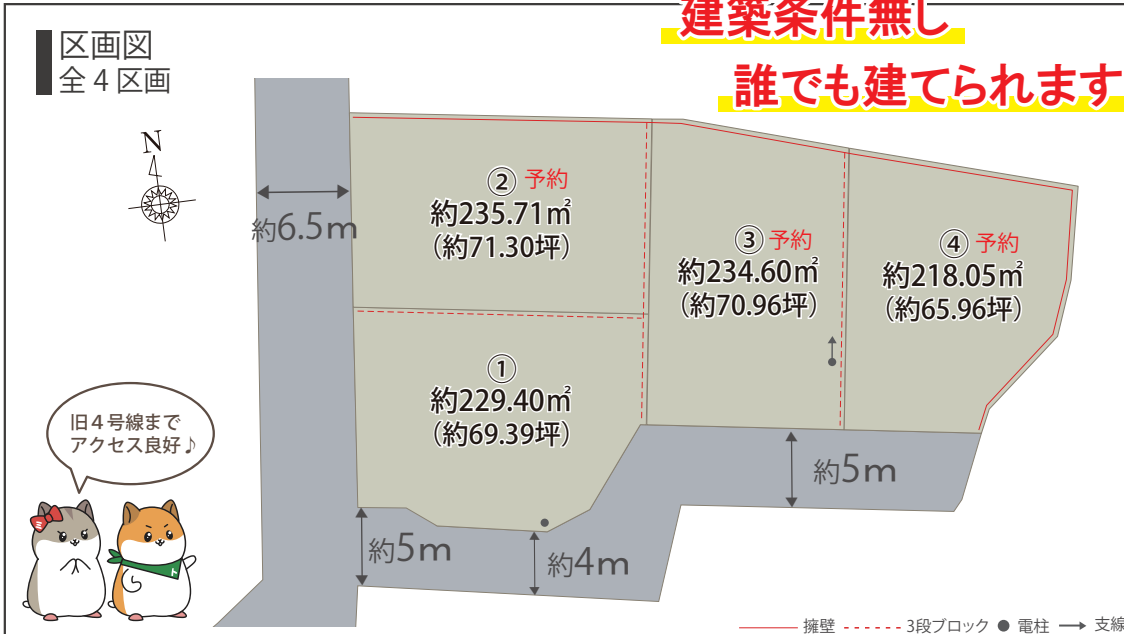 建築条件無し
誰でも建てられます
区画図
全4区画
N
約6.5m
② 予約
約235.71㎡
(約71.30坪)
③ 予約
約234.60㎡
(約70.96坪)
④ 予約
約218.05㎡
(約65.96坪)
①
約229.40㎡
(約69.39坪)
旧4号線まで
アクセス良好♪
約5m
約5m
約4m
擁壁 3段ブロック 電柱 支線